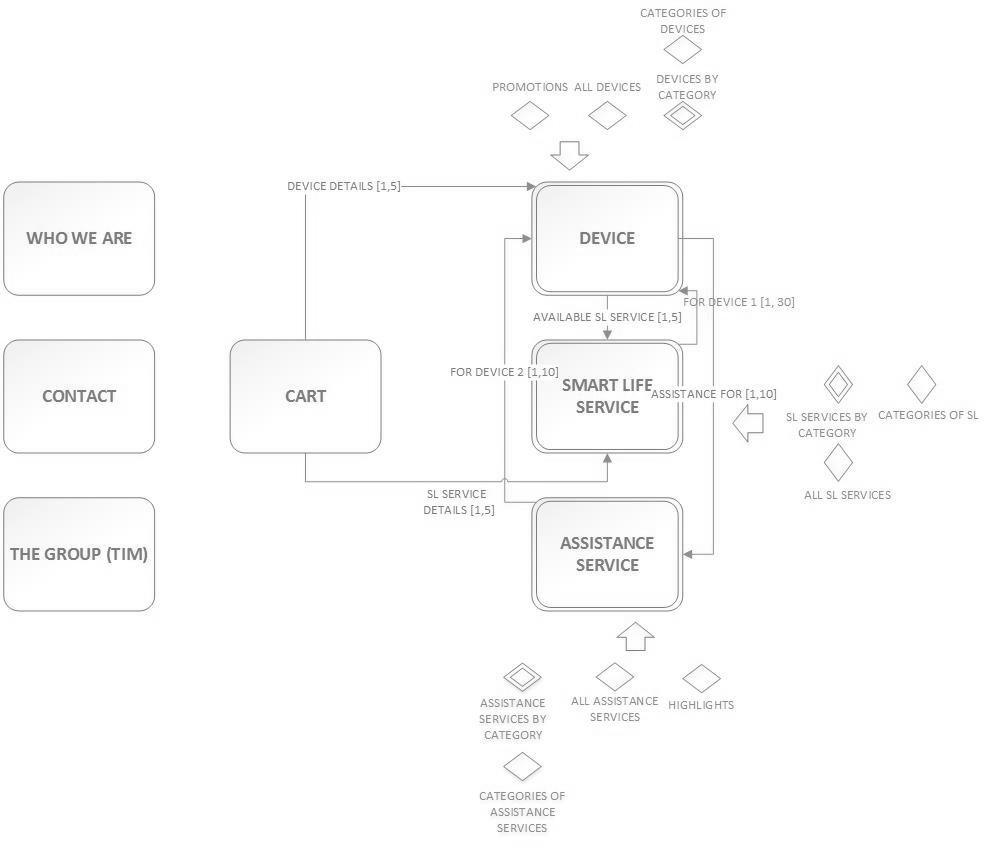 CATEGORIES OF
DEVICES
PROMOTIONS
ALL DEVICES
DEVICES BY
CATEGORY
DEVICE DETAILS [1,5]
WHO WE ARE
DEVICE
FOR DEVICE 1 [1, 30]
AVAILABLE SL SERVICE [1,5]
FOR DEVICE 2 [1,10]
CONTACT
CART
SMART LIFE
SERVICE
ASSISTANCE FOR [1,10]
SL SERVICES BY
CATEGORY
CATEGORIES OF SL
ALL SL SERVICES
SL SERVICE
DETAILS [1,5]
THE GROUP (TIM)
ASSISTANCE
SERVICE
ASSISTANCE
SERVICES BY
CATEGORY
ALL ASSISTANCE
SERVICES
HIGHLIGHTS
CATEGORIES OF
ASSISTANCE
SERVICES